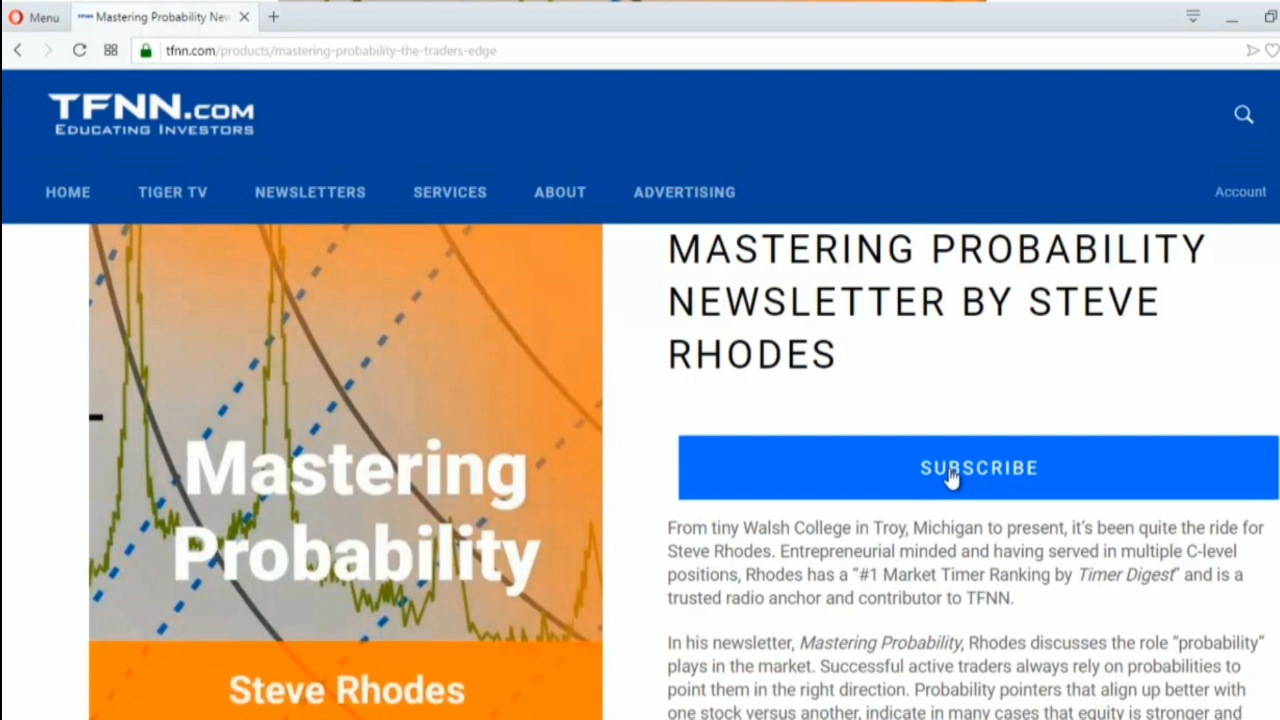 Menu
Mastering Probability New
tfnn.com/products/mastering-probability-the-traders-edge
TFNN.COM
EDUCATING INVESTORS
HOME TIGER TV NEWSLETTERS SERVICES ABOUT ADVERTISING Account
Mastering
Probability
Steve Rhodes
MASTERING PROBABILITY
NEWSLETTER BY STEVE
RHODES
SUBSCRIBE
From tiny Walsh College in Troy, Michigan to present, it's been quite the ride for
Steve Rhodes. Entrepreneurial minded and having served in multiple C-level
positions, Rhodes has a “#1 Market Timer Ranking by Timer Digest” and is a
trusted radio anchor and contributor to TFNN.
In his newsletter, Mastering Probability, Rhodes discusses the role “probability”
plays in the market. Successful active traders always rely on probabilities to
point them in the right direction. Probability pointers that align up better with
one stock versus another, indicate in many cases that equity is stronger and